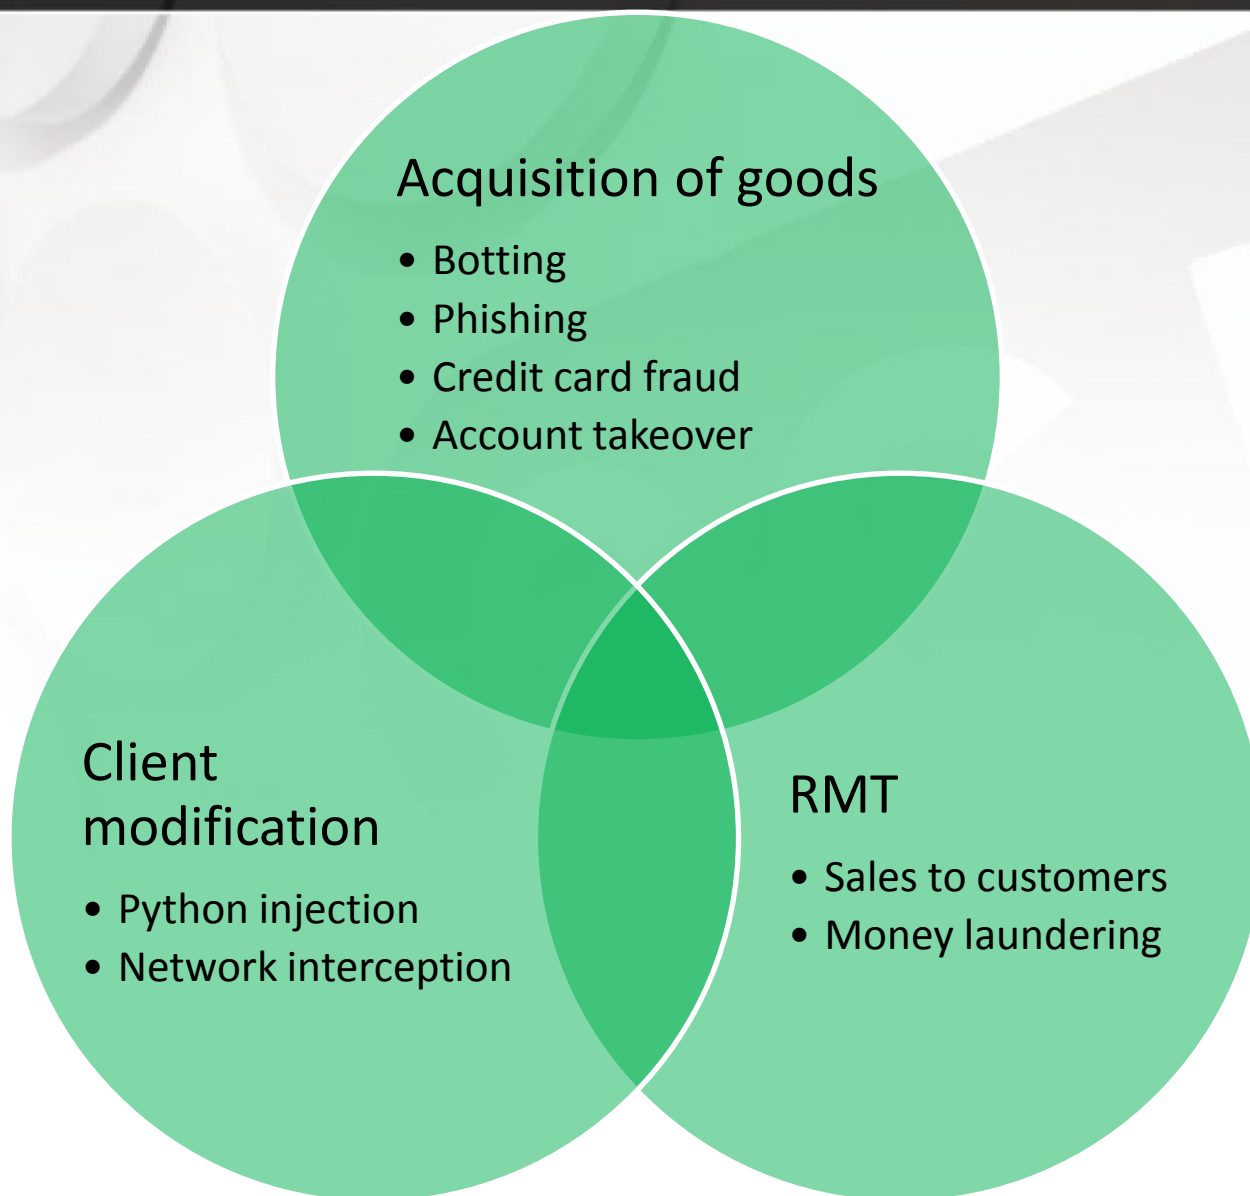 Acquisition of goods
• Botting
• Phishing
• Credit card fraud
• Account takeover
Client
modification
• Python injection
• Network interception
RMT
• Sales to customers
• Money laundering